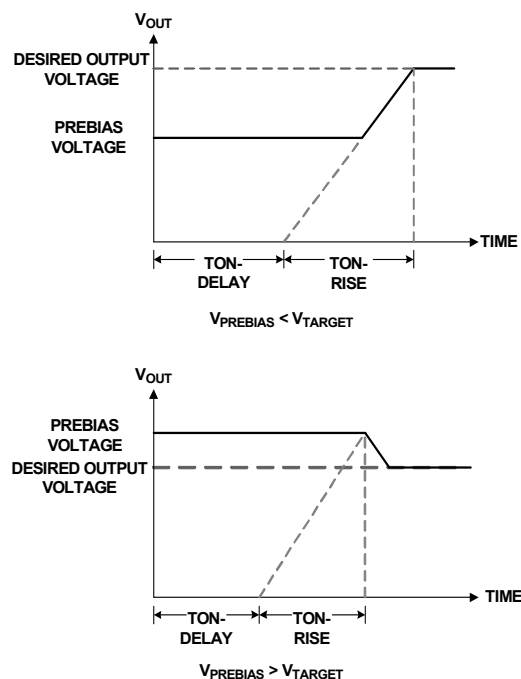 VOUT
DESIRED OUTPUT
VOLTAGE
PREBIAS
VOLTAGE
TIME
TON-
DELAY
TON-
RISE
VPREBIAS < VTARGET
VOUT
PREBIAS
VOLTAGE
DESIRED OUTPUT
VOLTAGE
TIME
TON-
DELAY
TON-
RISE
VPREBIAS > VTARGET